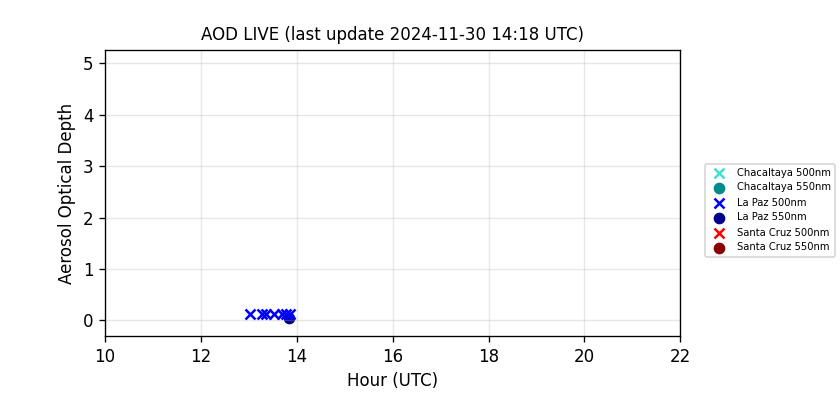 AOD LIVE (last update 2024-11-30 14:18 UTC)
5
4
3
2
1
0
Aerosol Optical Depth
10 12 14 16 18 20 22
Hour (UTC)
Chacaltaya 500nm
Chacaltaya 550nm
La Paz 500nm
La Paz 550nm
Santa Cruz 500nm
Santa Cruz 550nm